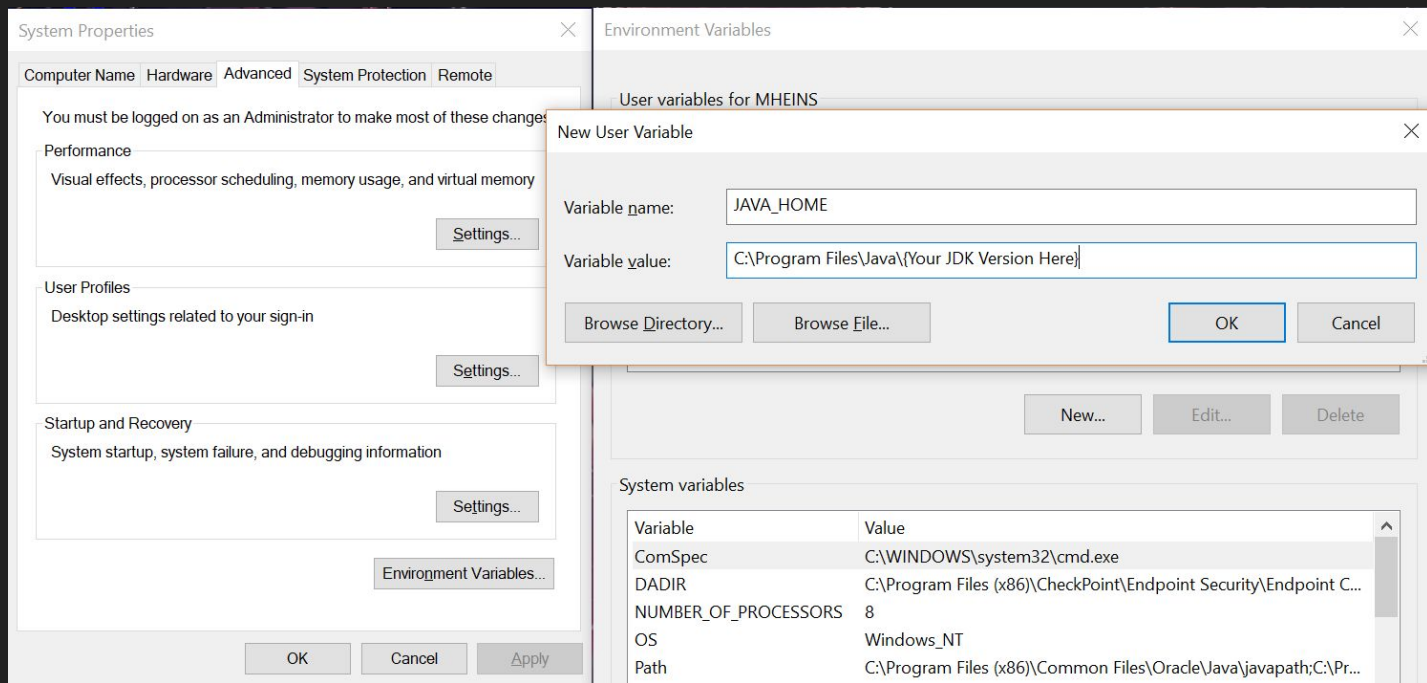 System Properties
Computer Name Hardware Advanced System Protection Remote
You must be logged on as an Administrator to make most of these changes
Performance
Visual effects, processor scheduling, memory usage, and virtual memory
Settings...
User Profiles
Desktop settings related to your sign-in
Settings...
Startup and Recovery
System startup, system failure, and debugging information
Settings...
Environment Variables...
OK Cancel Apply
Environment Variables
User variables for MHEINS
New User Variable
Variable name: JAVA_HOME
Variable value: C:\Program Files\Java\{Your JDK Version Here}
Browse Directory... Browse File... OK Cancel
New... Edit... Delete
System variables
Variable Value
ComSpec C:\WINDOWS\system32\cmd.exe
DADIR C:\Program Files (x86)\CheckPoint\Endpoint Security\Endpoint C...
NUMBER_OF_PROCESSORS 8
OS Windows_NT
Path C:\Program Files (x86)\Common Files\Oracle\Java\javapath;C:\Pr...